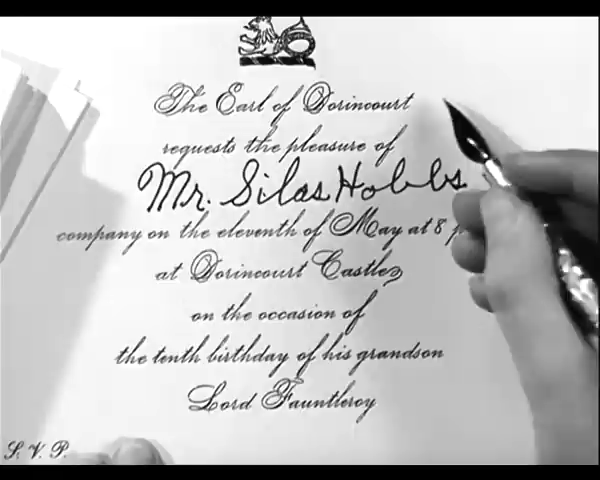 The Earl of Dorincourt
requests the pleasure of
Mr. Silas Hobbs
company on the eleventh of May at 8 p
at Dorincourt Castle
on the occasion of
the tenth birthday of his grandson
Lord Fauntleroy
S. V. P.